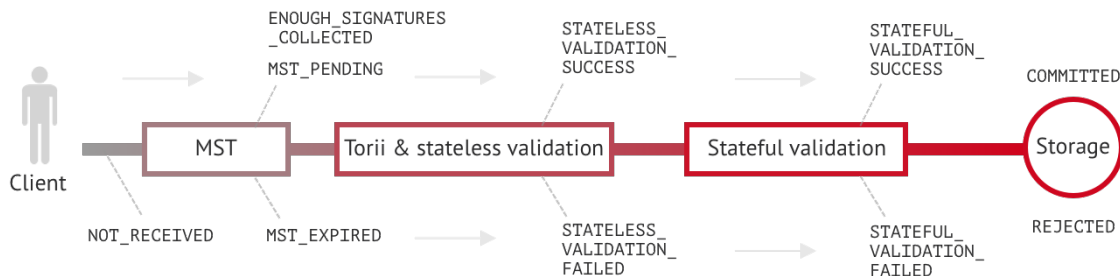 ENOUGH_SIGNATURES
_COLLECTED
MST_PENDING
STATELESS_
VALIDATION_
SUCCESS
STATEFUL_
VALIDATION_
SUCCESS
COMMITTED
Client
MST
Torii & stateless validation
Stateful validation
Storage
NOT_RECEIVED
MST_EXPIRED
STATELESS_
VALIDATION_
FAILED
STATEFUL_
VALIDATION_
FAILED
REJECTED